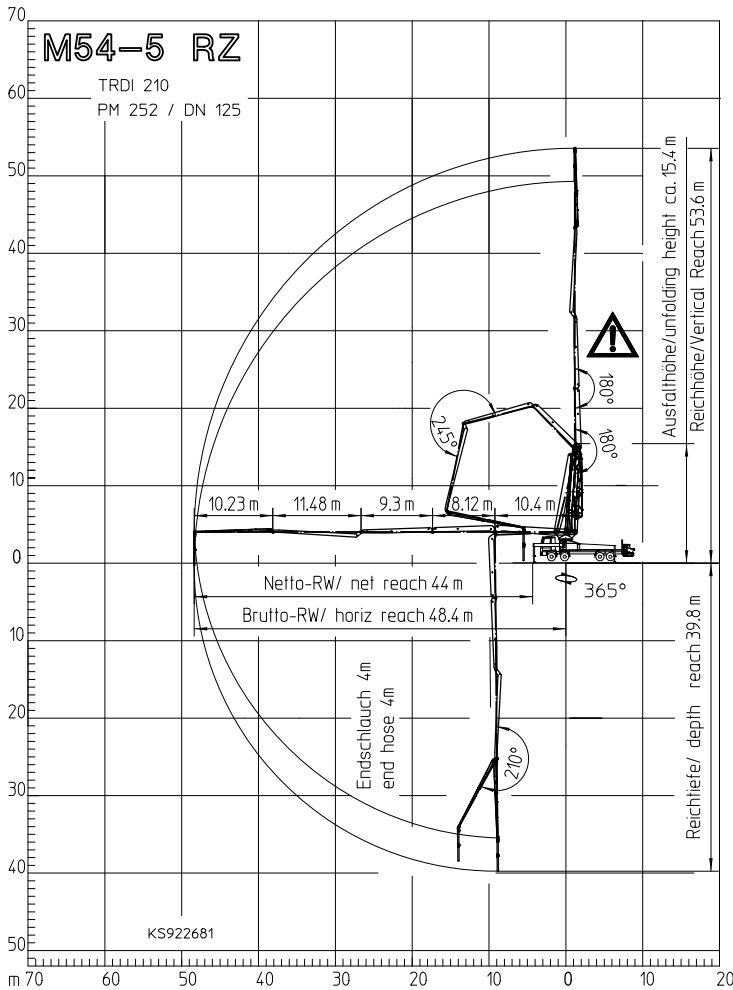 M54-5 RZ
TRDI 210
PM 252 / DN 125
70
60
50
40
30
20
10
0
10
20
30
40
50
Ausfalthöhe/unfolding height ca. 15.4 m
Reichhöhe/Vertical Reach 53.6 m
180°
180°
245°
10.23 m
11.48 m
9.3 m
8.12 m
10.4 m
Netto-RW/ net reach 44 m
Brutto-RW/ horiz reach 48.4 m
365°
Endschlauch 4m
end hose 4m
210°
Reichtiefe/ depth reach 39.8 m
KS922681
m 70 60 50 40 30 20 10 0 10 20